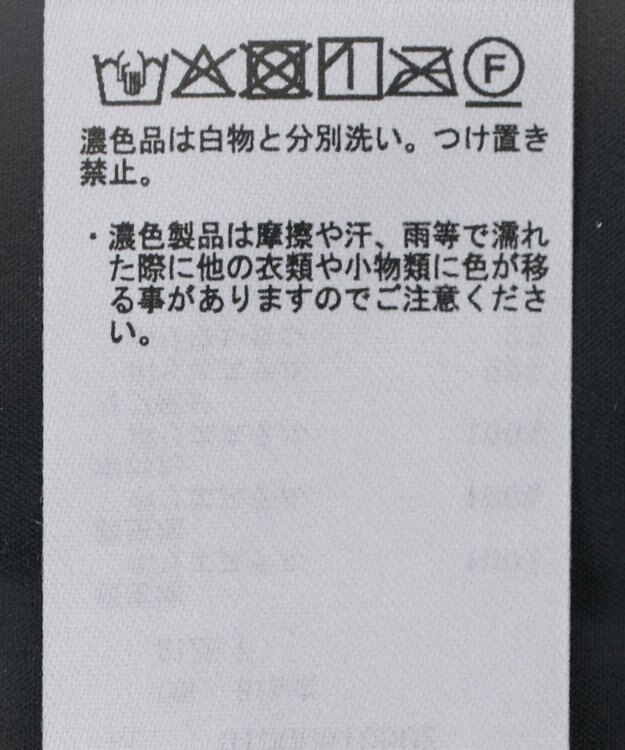 F
濃色品は白物と分別洗い。つけ置き
禁止。
・濃色製品は摩擦や汗、雨等で濡れ
た際に他の衣類や小物類に色が移
る事がありますのでご注意くださ
い。